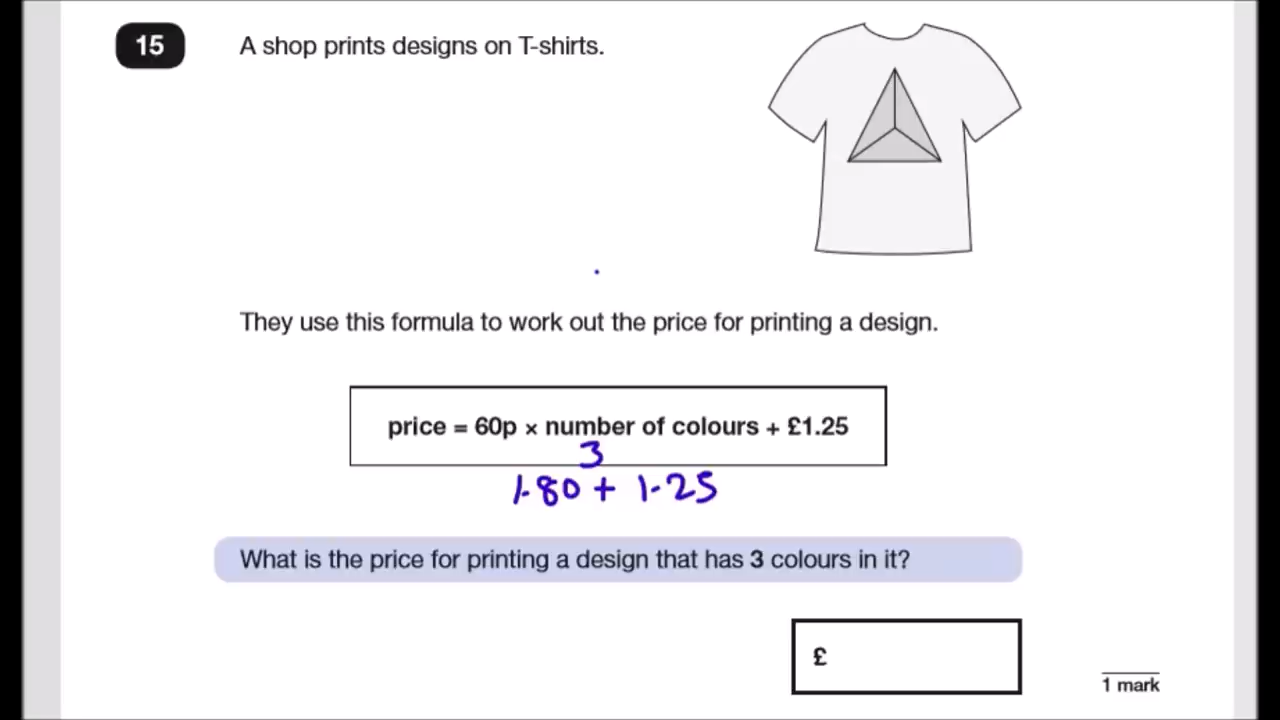 15
A shop prints designs on T-shirts.
They use this formula to work out the price for printing a design.
price = 60p × number of colours + £1.25
3
1.80 + 1.25
What is the price for printing a design that has 3 colours in it?
£
1 mark